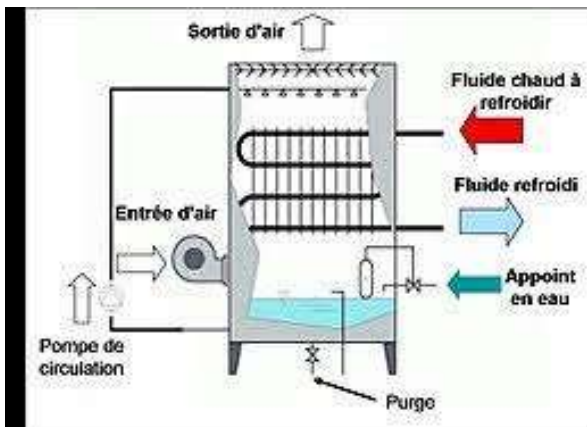 Sortie d'air
Fluide chaud à
refroidir
Fluide refroidi
Entrée d'air
Appoint
en eau
Pompe de
circulation
Purge